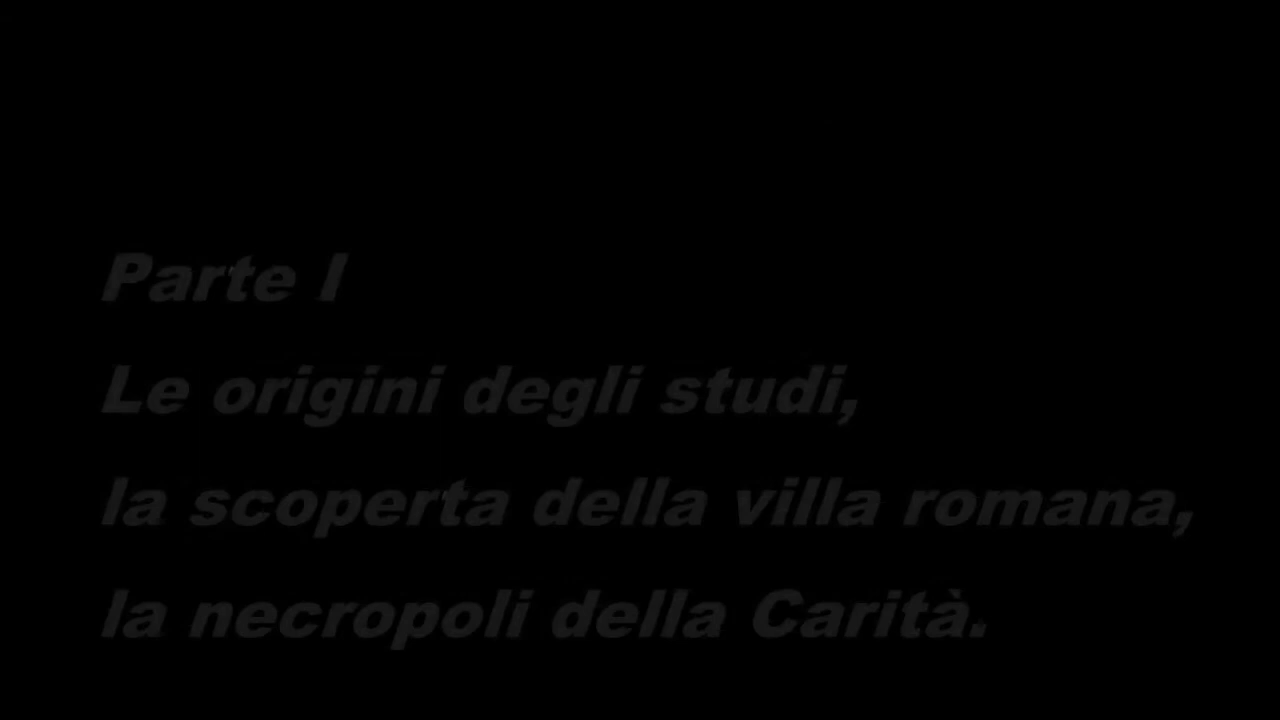 Parte I
Le origini degli studi,
la scoperta della villa romana,
la necropoli della Carità.